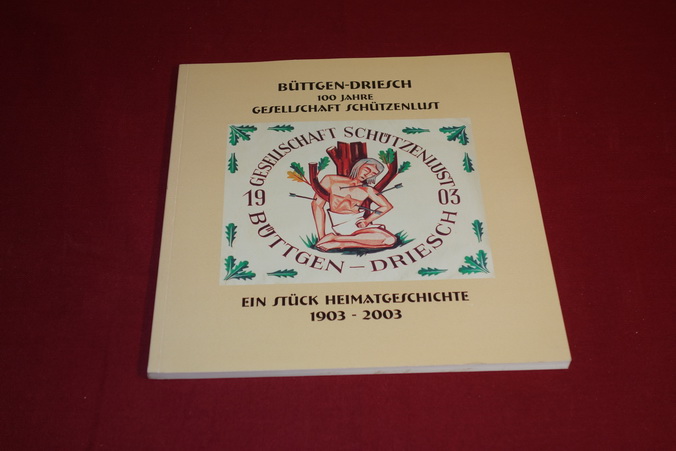 BÜTTGEN-DRIESCH
100 JAHRE
GESELLSCHAFT SCHÜTZENLUST
GESELLSCHAFT SCHÜTZENLUST
19 03
BÜTTGEN – DRIESCH
EIN STÜCK HEIMATGESCHICHTE
1903 - 2003